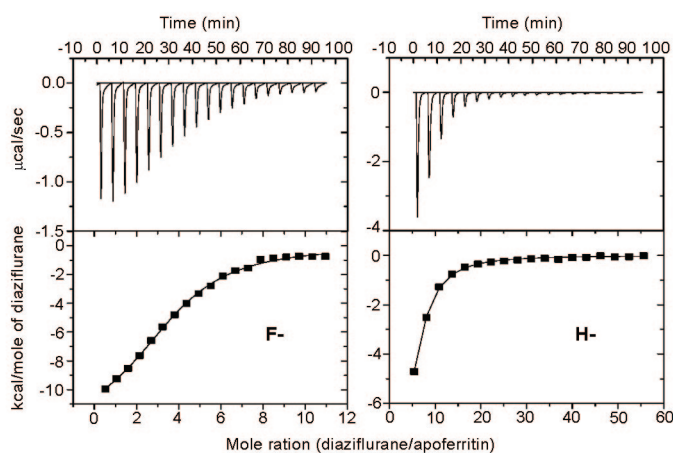 Time (min)
Time (min)
-10 0 10 20 30 40 50 60 70 80 90 100
-10 0 10 20 30 40 50 60 70 80 90 100
0.0
-0.5
-1.0
-1.5
µcal/sec
0
-2
-4
0
-2
-4
-6
-8
-10
kcal/mole of diaziflurane
F-
0
-2
-4
-6
H-
0 2 4 6 8 10 12
0 10 20 30 40 50 60
Mole ration (diaziflurane/apoferritin)